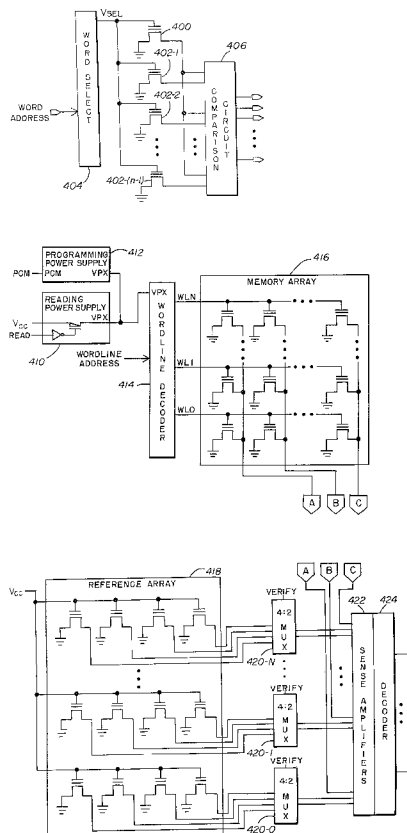 VSEL
400
406
WORD SELECT
402-1
402-2
COMPARISON CIRCUIT
WORD ADDRESS
402-(n-1)
404
PROGRAMMING POWER SUPPLY
412
416
PGM
PGM VPX
MEMORY ARRAY
READING POWER SUPPLY
VPX
WLN
VPX
VCC
READ
WORDLINE DECODER
410
WORDLINE ADDRESS
WL1
414
WL0
A
B
C
418
A B C
REFERENCE ARRAY
VERIFY
422 424
VCC
4:2 MUX
420-N
SENSE AMPLIFIERS
DECODER
VERIFY
4:2 MUX
420-1
VERIFY
4:2 MUX
420-0